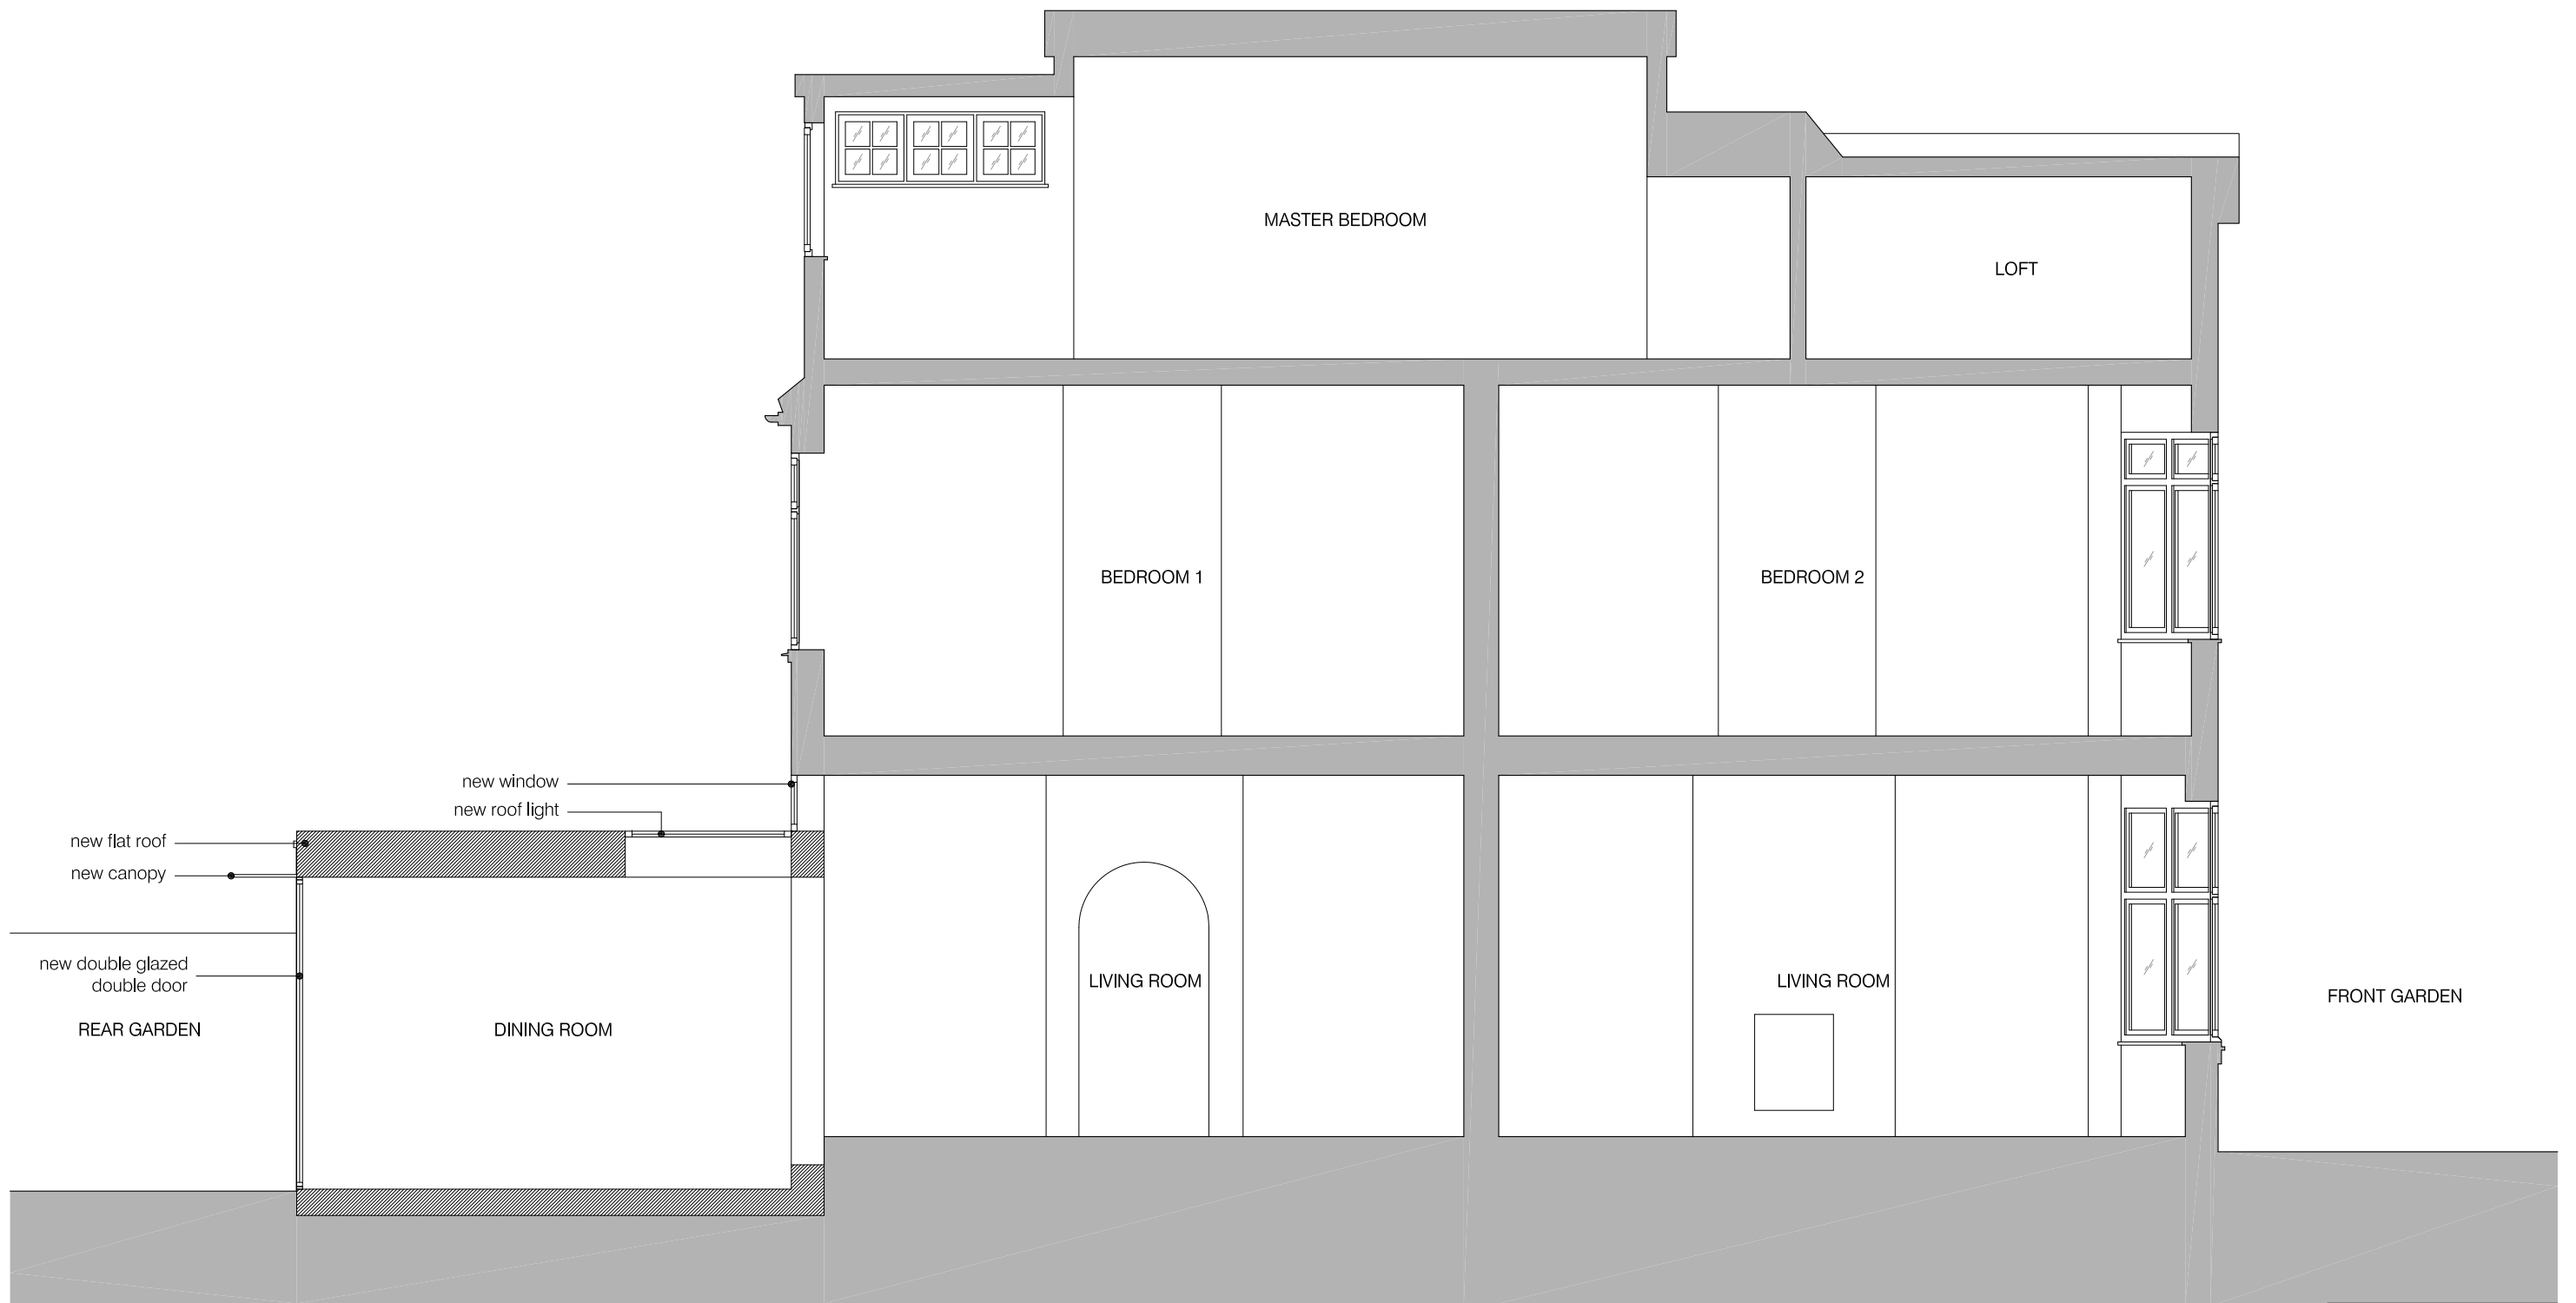 MASTER BEDROOM
LOFT
BEDROOM 1
BEDROOM 2
new window
new roof light
new flat roof
new canopy
new double glazed
double door
REAR GARDEN
DINING ROOM
LIVING ROOM
LIVING ROOM
FRONT GARDEN